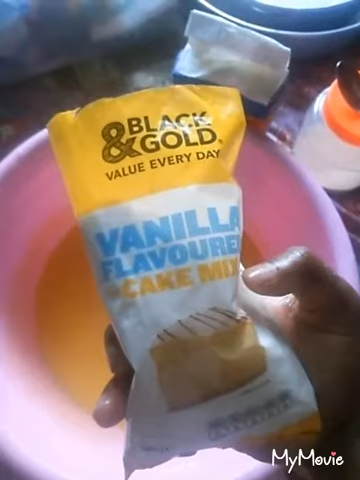 BLACK
& GOLD
VALUE EVERY DAY
VANILLA
FLAVOURED
CAKE MIX
MyMovie